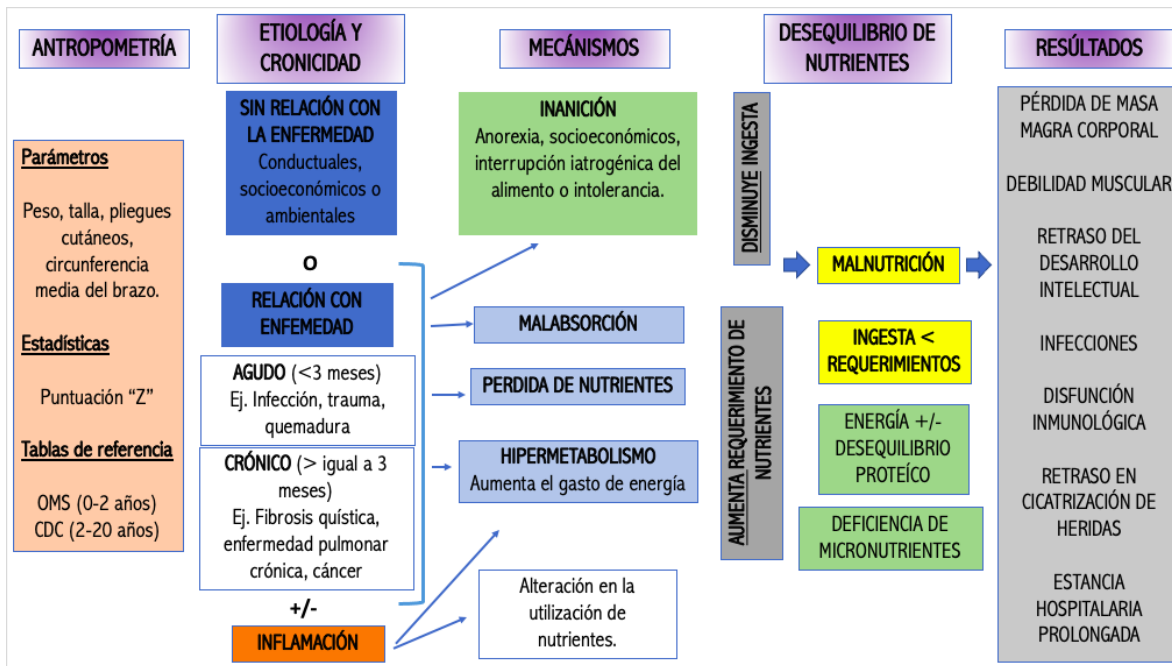 ANTROPOMETRÍA
Parámetros
Peso, talla, pliegues
cutáneos,
circunferencia
media del brazo.
Estadísticas
Puntuación “Z”
Tablas de referencia
OMS (0-2 años)
CDC (2-20 años)
ETIOLOGÍA Y
CRONICIDAD
SIN RELACIÓN CON
LA ENFERMEDAD
Conductuales,
socioeconómicos o
ambientales
O
RELACIÓN CON
ENFEMEDAD
AGUDO (<3 meses)
Ej. Infección, trauma,
quemadura
CRÓNICO (> igual a 3
meses)
Ej. Fibrosis quística,
enfermedad pulmonar
crónica, cáncer
+/-
INFLAMACIÓN
MECÁNISMOS
INANICIÓN
Anorexia, socioeconómicos,
interrupción iatrogénica del
alimento o intolerancia.
MALABSORCIÓN
PERDIDA DE NUTRIENTES
HIPERMETABOLISMO
Aumenta el gasto de energía
Alteración en la
utilización de
nutrientes.
DESEQUILIBRIO DE
NUTRIENTES
DISMINUYE INGESTA
AUMENTA REQUERIMIENTO DE
NUTRIENTES
MALNUTRICIÓN
INGESTA <
REQUERIMIENTOS
ENERGÍA +/-
DESEQUILIBRIO
PROTEÍCO
DEFICIENCIA DE
MICRONUTRIENTES
RESÚLTADOS
PÉRDIDA DE MASA
MAGRA CORPORAL
DEBILIDAD MUSCULAR
RETRASO DEL
DESARROLLO
INTELECTUAL
INFECCIONES
DISFUNCIÓN
INMUNOLÓGICA
RETRASO EN
CICATRIZACIÓN DE
HERIDAS
ESTANCIA
HOSPITALARIA
PROLONGADA